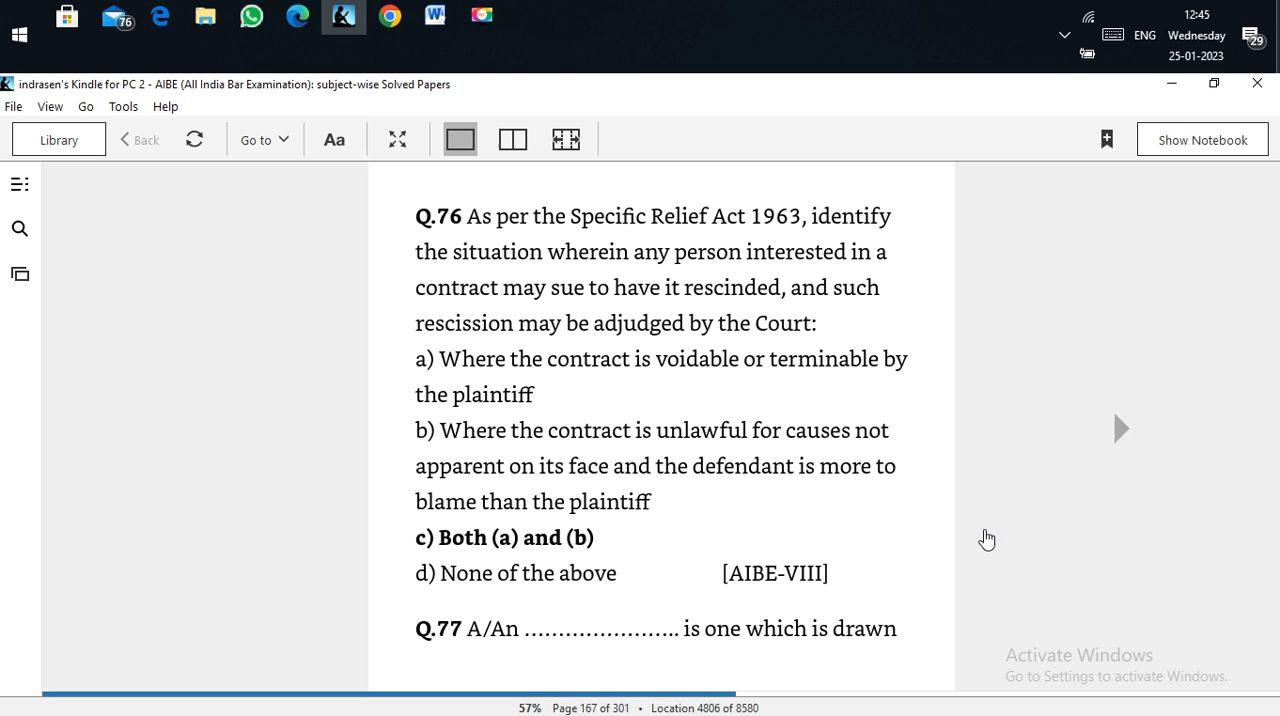 76
12:45
ENG
Wednesday
29
25-01-2023
indrasen's Kindle for PC 2 - AIBE (All India Bar Examination): subject-wise Solved Papers
File View Go Tools Help
Library
Back
Go to
Aa
Show Notebook
Q.76 As per the Specific Relief Act 1963, identify
the situation wherein any person interested in a
contract may sue to have it rescinded, and such
rescission may be adjudged by the Court:
a) Where the contract is voidable or terminable by
the plaintiff
b) Where the contract is unlawful for causes not
apparent on its face and the defendant is more to
blame than the plaintiff
c) Both (a) and (b)
d) None of the above [AIBE-VIII]
Q.77 A/An ....................... is one which is drawn
Activate Windows
Go to Settings to activate Windows.
57% Page 167 of 301 • Location 4806 of 8580